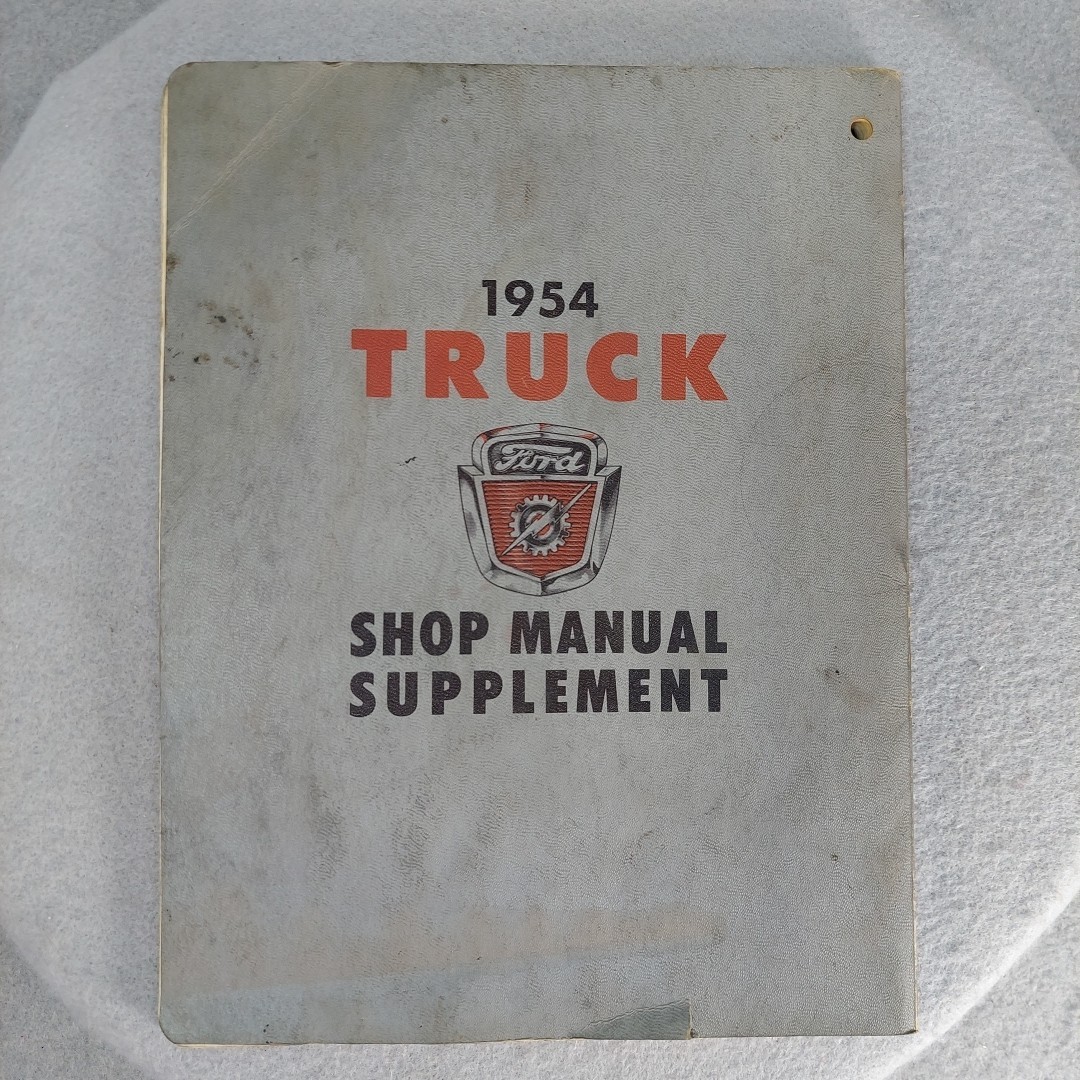 1954
TRUCK
Ford
SHOP MANUAL
SUPPLEMENT